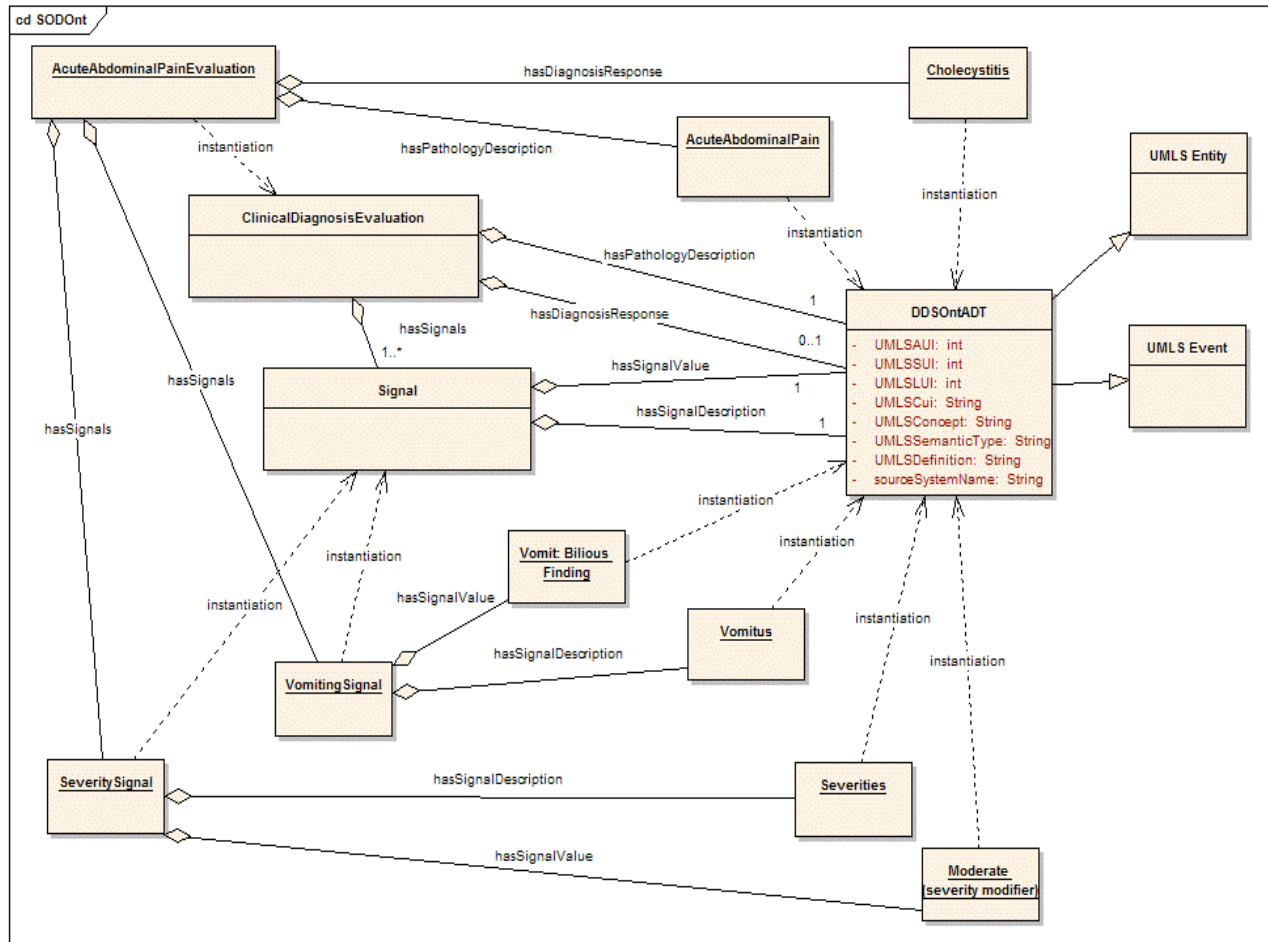 cd SODOnt
AcuteAbdominalPainEvaluation
hasDiagnosisResponse
Cholecystitis
hasPathologyDescription
AcuteAbdominalPain
instantiation
UMLS Entity
instantiation
ClinicalDiagnosisEvaluation
instantiation
hasPathologyDescription
1
hasDiagnosisResponse
0..1
DDSOntADT
- UMLSAUI: int
- UMLSSUI: int
- UMLSLUI: int
- UMLSCui: String
- UMLSConcept: String
- UMLSSemanticType: String
- UMLSDefinition: String
- sourceSystemName: String
UMLS Event
hasSignals
1..*
hasSignals
hasSignals
Signal
hasSignalValue
1
hasSignalDescription
1
instantiation
instantiation
instantiation
instantiation
Vomit: Bilious
Finding
hasSignalValue
Vomitus
instantiation
hasSignalDescription
instantiation
VomitingSignal
SeveritySignal
hasSignalDescription
Severities
hasSignalValue
Moderate
(severity modifier)